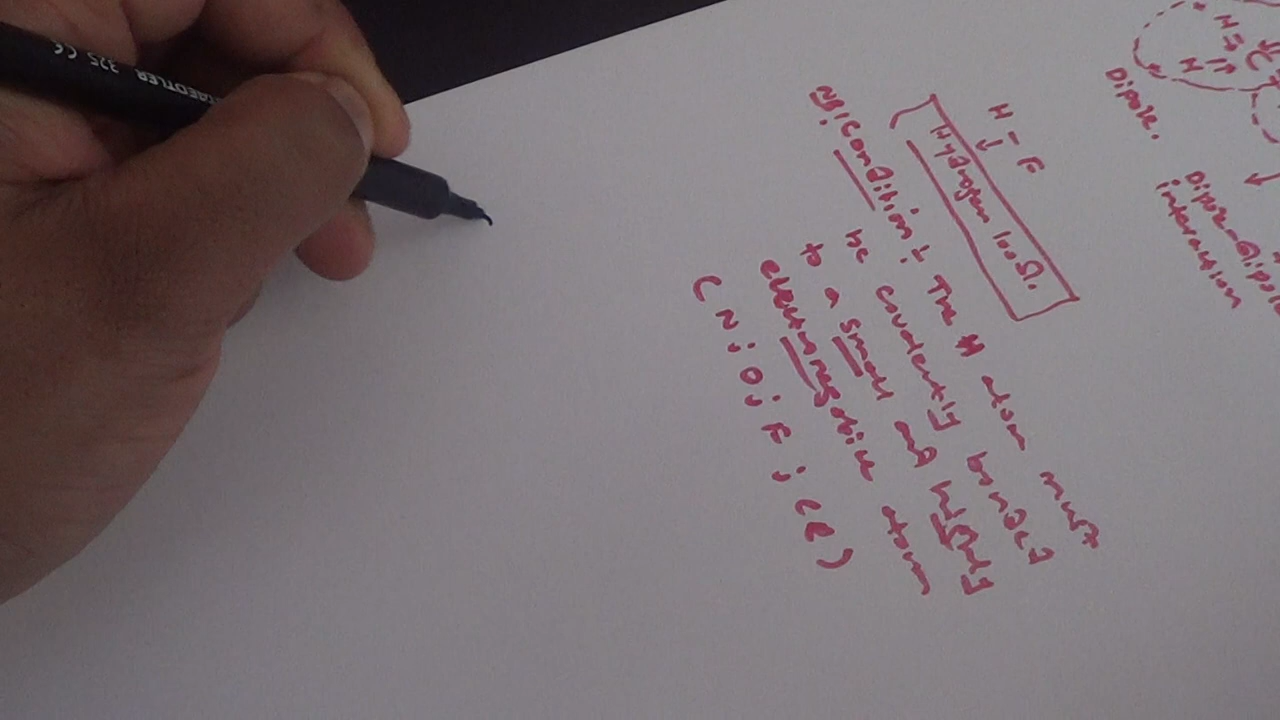 Dipole.
Dipole-dipole
interaction
H - F
Hydrogen bond.
NB: Condition: The H atom must
be covalently bonded
to a small and highly
electronegative atom
(N; O; F; Cl)
STAEDTLER 325